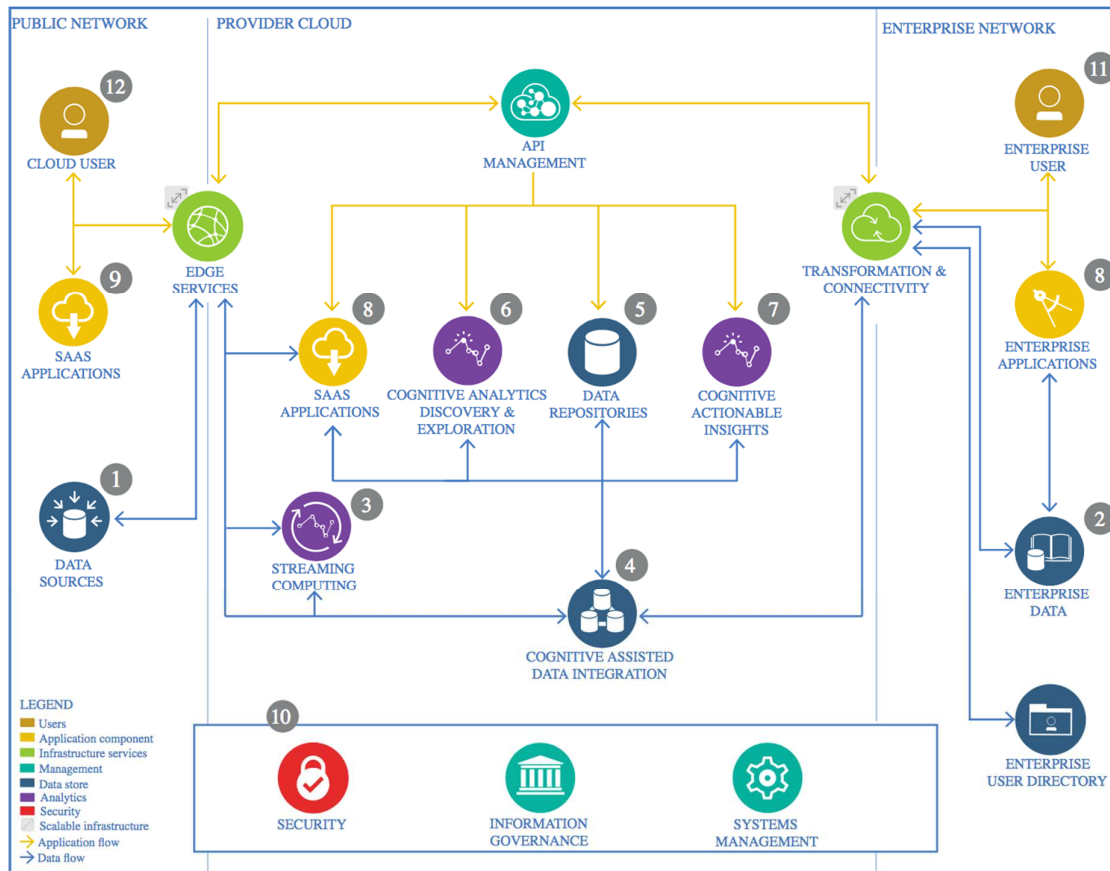 PUBLIC NETWORK
PROVIDER CLOUD
ENTERPRISE NETWORK
12
CLOUD USER
API
MANAGEMENT
11
ENTERPRISE
USER
EDGE
SERVICES
TRANSFORMATION &
CONNECTIVITY
9
SAAS
APPLICATIONS
8
SAAS
APPLICATIONS
6
COGNITIVE ANALYTICS
DISCOVERY &
EXPLORATION
5
DATA
REPOSITORIES
7
COGNITIVE
ACTIONABLE
INSIGHTS
8
ENTERPRISE
APPLICATIONS
1
DATA
SOURCES
3
STREAMING
COMPUTING
4
COGNITIVE ASSISTED
DATA INTEGRATION
2
ENTERPRISE
DATA
ENTERPRISE
USER DIRECTORY
LEGEND
Users
Application component
Infrastructure services
Management
Data store
Analytics
Security
Scalable infrastructure
Application flow
Data flow
10
SECURITY
INFORMATION
GOVERNANCE
SYSTEMS
MANAGEMENT